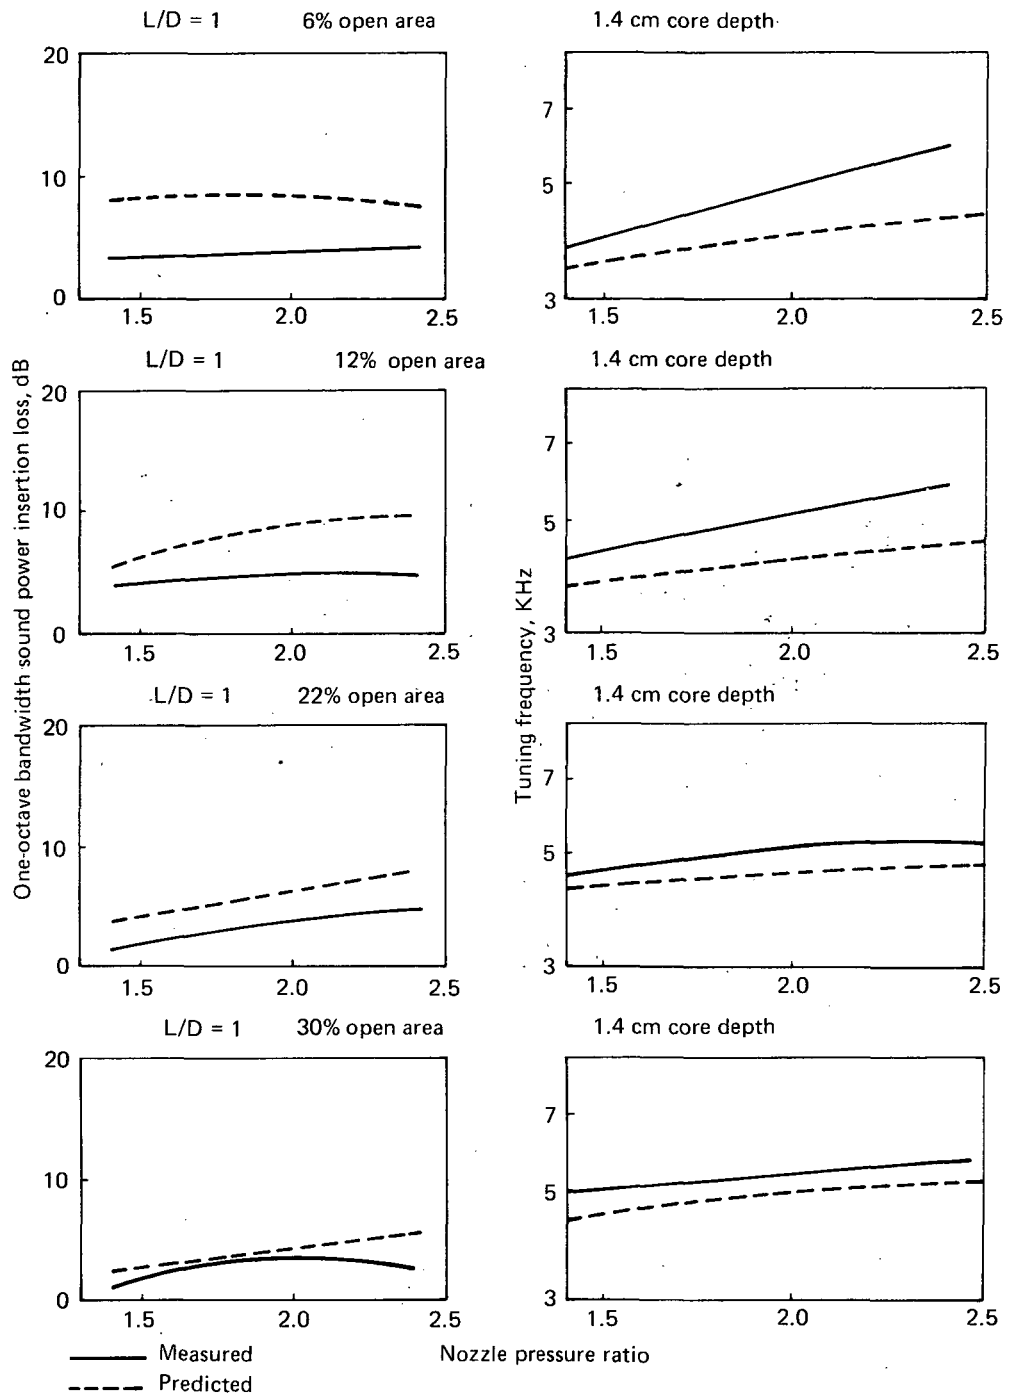 L/D = 1 6% open area 1.4 cm core depth
20
10
0
1.5 2.0 2.5
7
5
3
1.5 2.0 2.5
L/D = 1 12% open area 1.4 cm core depth
20
10
0
1.5 2.0 2.5
7
5
3
1.5 2.0 2.5
L/D = 1 22% open area 1.4 cm core depth
20
10
0
1.5 2.0 2.5
7
5
3
1.5 2.0 2.5
L/D = 1 30% open area 1.4 cm core depth
20
10
0
1.5 2.0 2.5
7
5
3
1.5 2.0 2.5
One-octave bandwidth sound power insertion loss, dB
Tuning frequency, KHz
Nozzle pressure ratio
Measured
Predicted